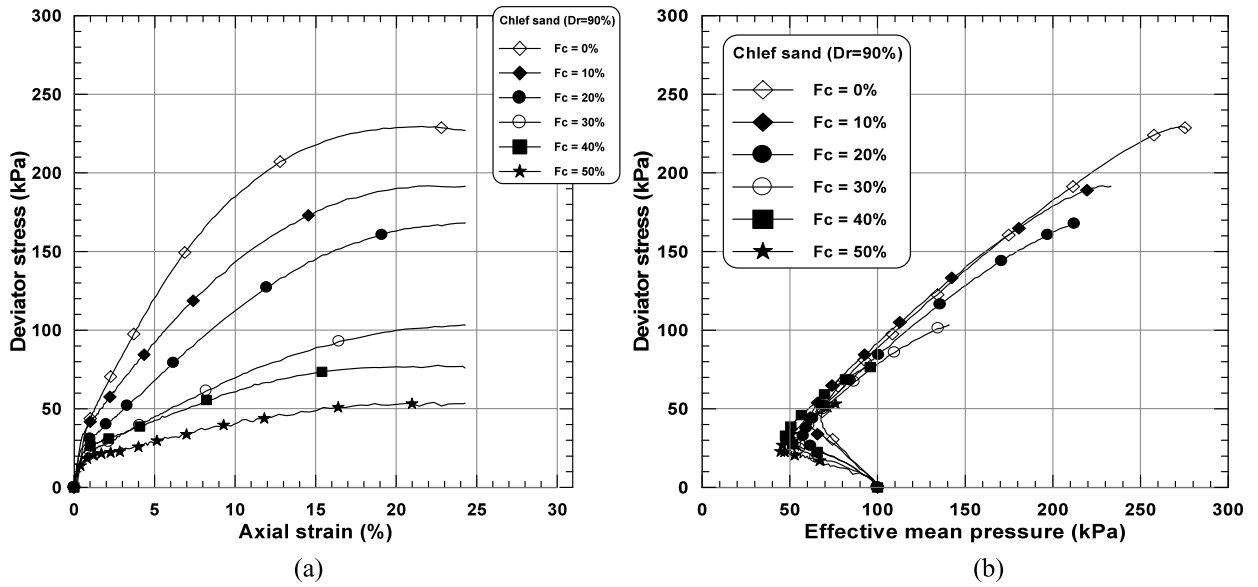 Deviator stress (kPa)
300
250
200
150
100
50
0
0 5 10 15 20 25 30
Axial strain (%)
Chlef sand (Dr=90%)
Fc = 0%
Fc = 10%
Fc = 20%
Fc = 30%
Fc = 40%
Fc = 50%
(a)
Deviator stress (kPa)
300
250
200
150
100
50
0
0 50 100 150 200 250 300
Effective mean pressure (kPa)
Chlef sand (Dr=90%)
Fc = 0%
Fc = 10%
Fc = 20%
Fc = 30%
Fc = 40%
Fc = 50%
(b)